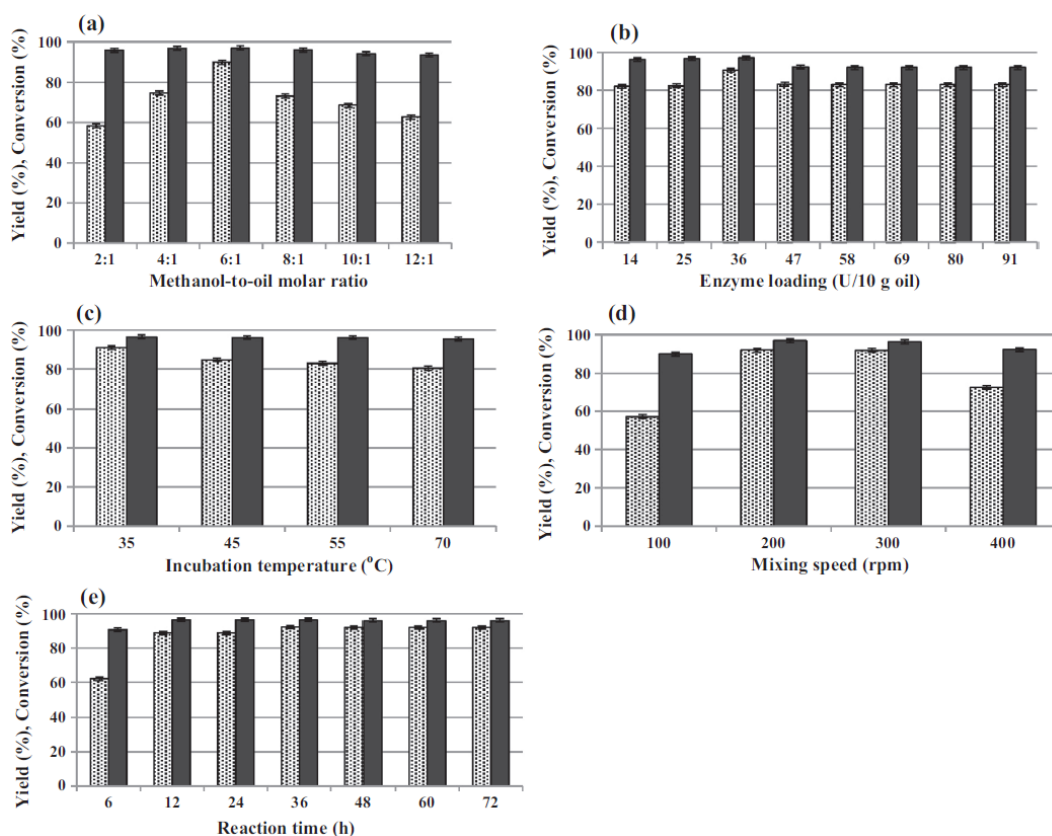 (a)
Yield (%), Conversion (%)
100
80
60
40
20
0
2:1 4:1 6:1 8:1 10:1 12:1
Methanol-to-oil molar ratio
(b)
Yield (%), Conversion (%)
100
80
60
40
20
0
14 25 36 47 58 69 80 91
Enzyme loading (U/10 g oil)
(c)
Yield (%), Conversion (%)
100
80
60
40
20
0
35 45 55 70
Incubation temperature (°C)
(d)
Yield (%), Conversion (%)
100
80
60
40
20
0
100 200 300 400
Mixing speed (rpm)
(e)
Yield (%), Conversion (%)
100
80
60
40
20
0
6 12 24 36 48 60 72
Reaction time (h)